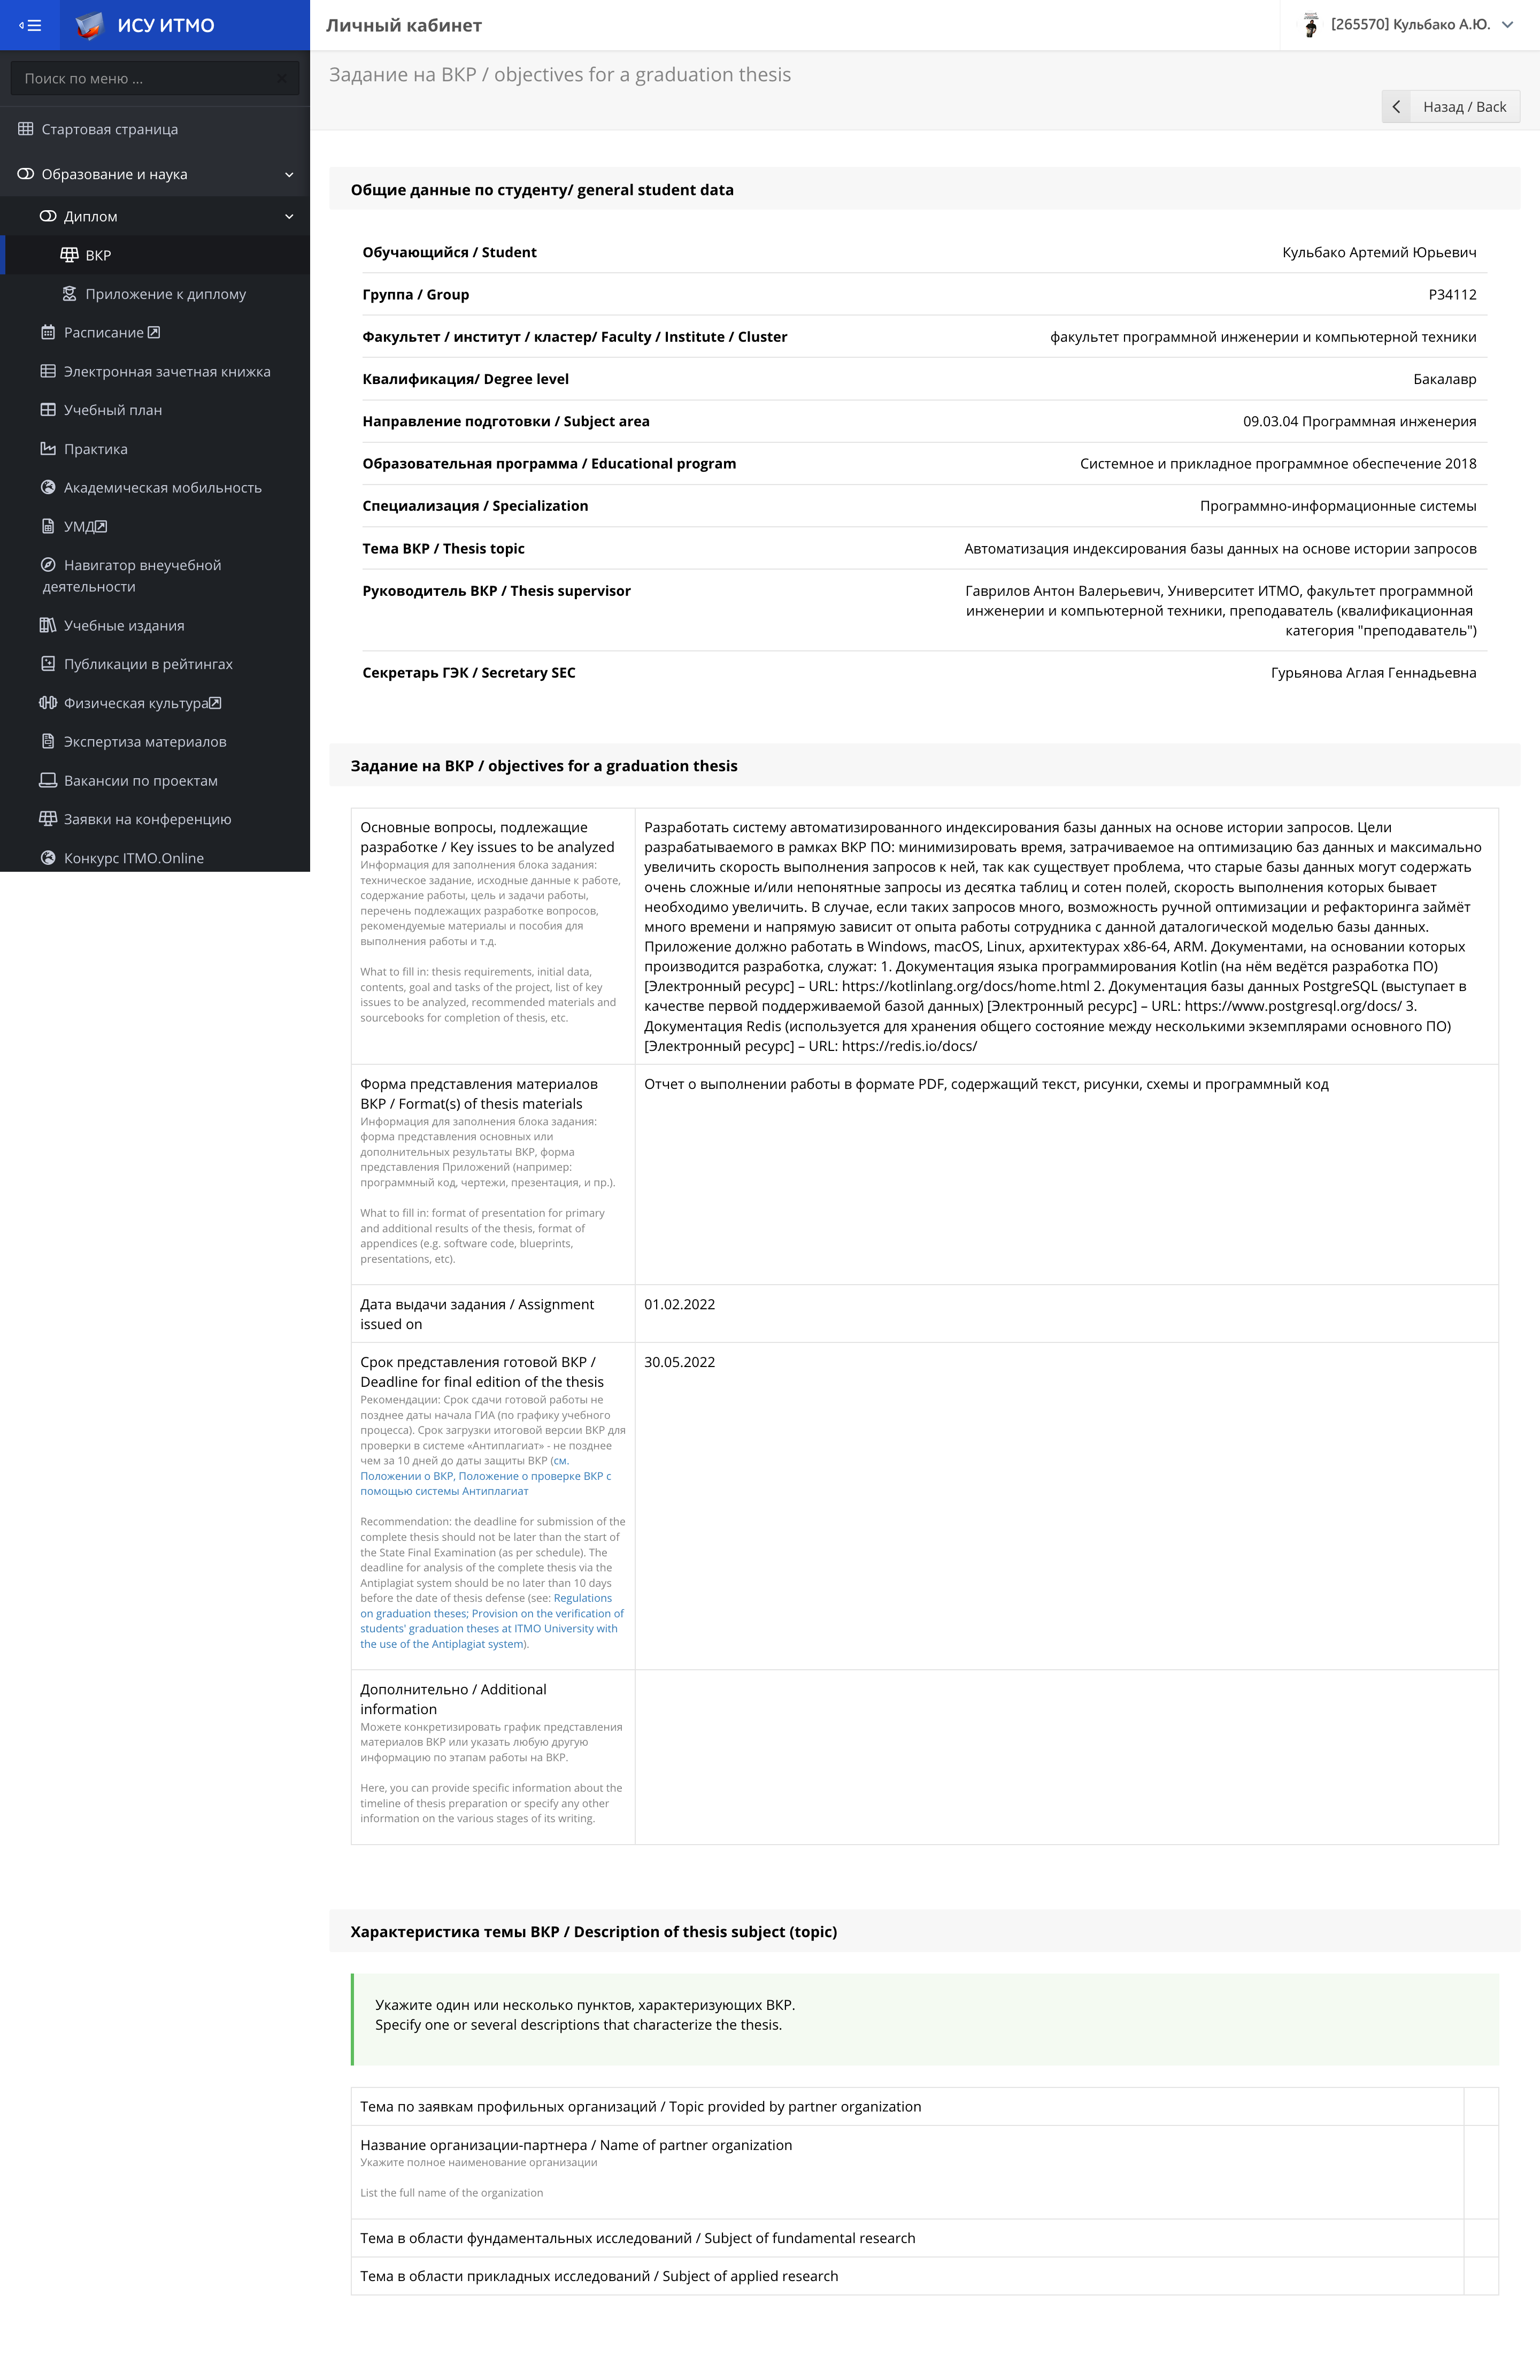 ИСУ ИТМО
Личный кабинет
[265570] Кульбако А.Ю.
Поиск по меню ...
Стартовая страница
Образование и наука
Диплом
ВКР
Приложение к диплому
Расписание
Электронная зачетная книжка
Учебный план
Практика
Академическая мобильность
УМД
Навигатор внеучебной
деятельности
Учебные издания
Публикации в рейтингах
Физическая культура
Экспертиза материалов
Вакансии по проектам
Заявки на конференцию
Конкурс ITMO.Online
Задание на ВКР / objectives for a graduation thesis
Назад / Back
Общие данные по студенту/ general student data
Обучающийся / Student
Кульбако Артемий Юрьевич
Группа / Group
P34112
Факультет / институт / кластер/ Faculty / Institute / Cluster
факультет программной инженерии и компьютерной техники
Квалификация/ Degree level
Бакалавр
Направление подготовки / Subject area
09.03.04 Программная инженерия
Образовательная программа / Educational program
Системное и прикладное программное обеспечение 2018
Специализация / Specialization
Программно-информационные системы
Тема ВКР / Thesis topic
Автоматизация индексирования базы данных на основе истории запросов
Руководитель ВКР / Thesis supervisor
Гаврилов Антон Валерьевич, Университет ИТМО, факультет программной
инженерии и компьютерной техники, преподаватель (квалификационная
категория "преподаватель")
Секретарь ГЭК / Secretary SEC
Гурьянова Аглая Геннадьевна
Задание на ВКР / objectives for a graduation thesis
Основные вопросы, подлежащие
разработке / Key issues to be analyzed
Информация для заполнения блока задания:
техническое задание, исходные данные к работе,
содержание работы, цель и задачи работы,
перечень подлежащих разработке вопросов,
рекомендуемые материалы и пособия для
выполнения работы и т.д.
What to fill in: thesis requirements, initial data,
contents, goal and tasks of the project, list of key
issues to be analyzed, recommended materials and
sourcebooks for completion of thesis, etc.
Разработать систему автоматизированного индексирования базы данных на основе истории запросов. Цели
разрабатываемого в рамках ВКР ПО: минимизировать время, затрачиваемое на оптимизацию баз данных и максимально
увеличить скорость выполнения запросов к ней, так как существует проблема, что старые базы данных могут содержать
очень сложные и/или непонятные запросы из десятка таблиц и сотен полей, скорость выполнения которых бывает
необходимо увеличить. В случае, если таких запросов много, возможность ручной оптимизации и рефакторинга займёт
много времени и напрямую зависит от опыта работы сотрудника с данной даталогической моделью базы данных.
Приложение должно работать в Windows, macOS, Linux, архитектурах x86-64, ARM. Документами, на основании которых
производится разработка, служат: 1. Документация языка программирования Kotlin (на нём ведётся разработка ПО)
[Электронный ресурс] – URL: https://kotlinlang.org/docs/home.html 2. Документация базы данных PostgreSQL (выступает в
качестве первой поддерживаемой базой данных) [Электронный ресурс] – URL: https://www.postgresql.org/docs/ 3.
Документация Redis (используется для хранения общего состояние между несколькими экземплярами основного ПО)
[Электронный ресурс] – URL: https://redis.io/docs/
Форма представления материалов
ВКР / Format(s) of thesis materials
Информация для заполнения блока задания:
форма представления основных или
дополнительных результаты ВКР, форма
представления Приложений (например:
программный код, чертежи, презентация, и пр.).
What to fill in: format of presentation for primary
and additional results of the thesis, format of
appendices (e.g. software code, blueprints,
presentations, etc).
Отчет о выполнении работы в формате PDF, содержащий текст, рисунки, схемы и программный код
Дата выдачи задания / Assignment
issued on
01.02.2022
Срок представления готовой ВКР /
Deadline for final edition of the thesis
Рекомендации: Срок сдачи готовой работы не
позднее даты начала ГИА (по графику учебного
процесса). Срок загрузки итоговой версии ВКР для
проверки в системе «Антиплагиат» - не позднее
чем за 10 дней до даты защиты ВКР (см.
Положении о ВКР, Положение о проверке ВКР с
помощью системы Антиплагиат
Recommendation: the deadline for submission of the
complete thesis should not be later than the start of
the State Final Examination (as per schedule). The
deadline for analysis of the complete thesis via the
Antiplagiat system should be no later than 10 days
before the date of thesis defense (see: Regulations
on graduation theses; Provision on the verification of
students' graduation theses at ITMO University with
the use of the Antiplagiat system).
30.05.2022
Дополнительно / Additional
information
Можете конкретизировать график представления
материалов ВКР или указать любую другую
информацию по этапам работы на ВКР.
Here, you can provide specific information about the
timeline of thesis preparation or specify any other
information on the various stages of its writing.
Характеристика темы ВКР / Description of thesis subject (topic)
Укажите один или несколько пунктов, характеризующих ВКР.
Specify one or several descriptions that characterize the thesis.
Тема по заявкам профильных организаций / Topic provided by partner organization
Название организации-партнера / Name of partner organization
Укажите полное наименование организации
List the full name of the organization
Тема в области фундаментальных исследований / Subject of fundamental research
Тема в области прикладных исследований / Subject of applied research